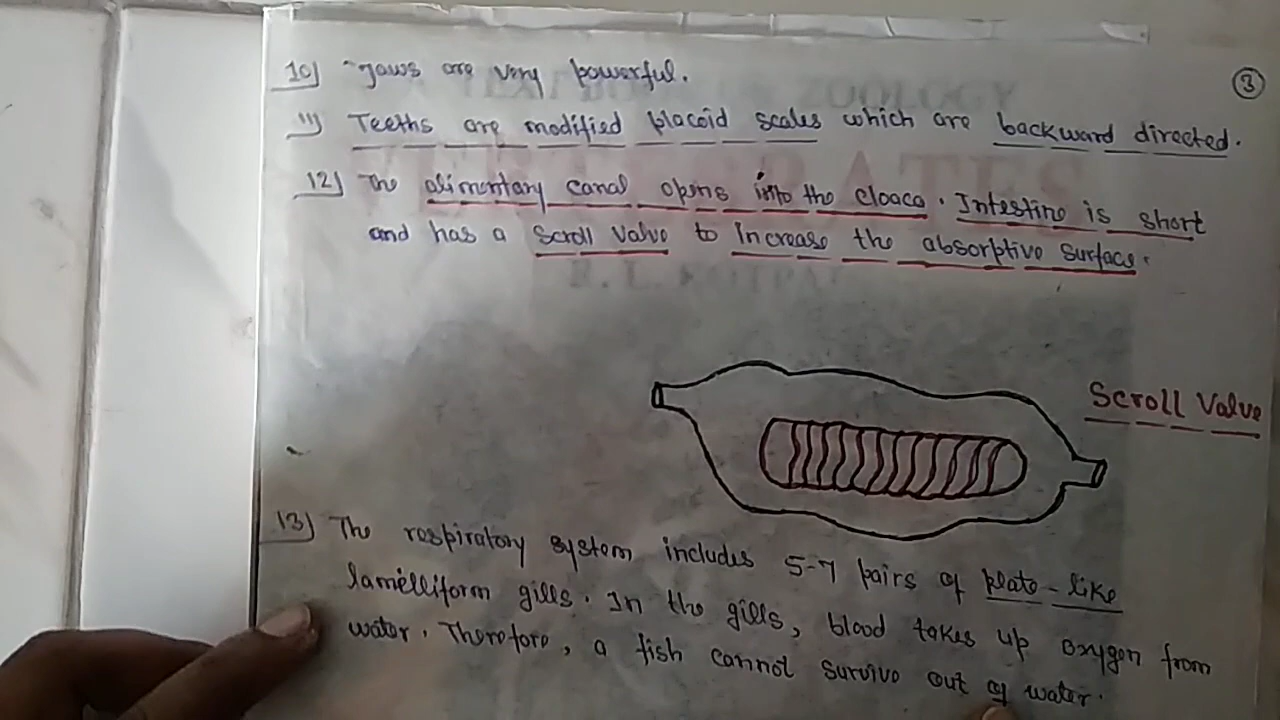 3
10) Jaws are very powerful.
11) Teeths are modified placoid scales which are backward directed.
12) The alimentary canal opens into the cloaca. Intestine is short
and has a scroll valve to increase the absorptive surface.
Scroll Valve
13) The respiratory system includes 5-7 pairs of plate-like
lamelliform gills. In the gills, blood takes up oxygen from
water. Therefore, a fish cannot survive out of water.
ZOOLOGY